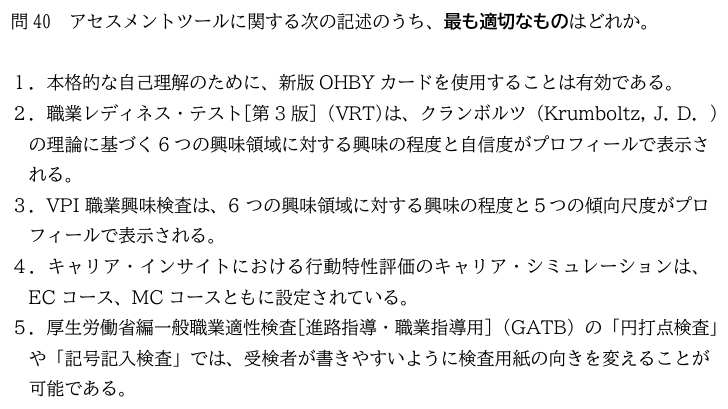 問 40　アセスメントツールに関する次の記述のうち、最も適切なものはどれか。
１．本格的な自己理解のために、新版 OHBY カードを使用することは有効である。
２．職業レディネス・テスト[第３版]（VRT)は、クランボルツ（Krumboltz, J. D. ）
の理論に基づく６つの興味領域に対する興味の程度と自信度がプロフィールで表示さ
れる。
３．VPI 職業興味検査は、６つの興味領域に対する興味の程度と５つの傾向尺度がプロ
フィールで表示される。
４．キャリア・インサイトにおける行動特性評価のキャリア・シミュレーションは、
EC コース、MC コースともに設定されている。
５．厚生労働省編一般職業適性検査[進路指導・職業指導用]（GATB）の「円打点検査」
や「記号記入検査」では、受検者が書きやすいように検査用紙の向きを変えることが
可能である。